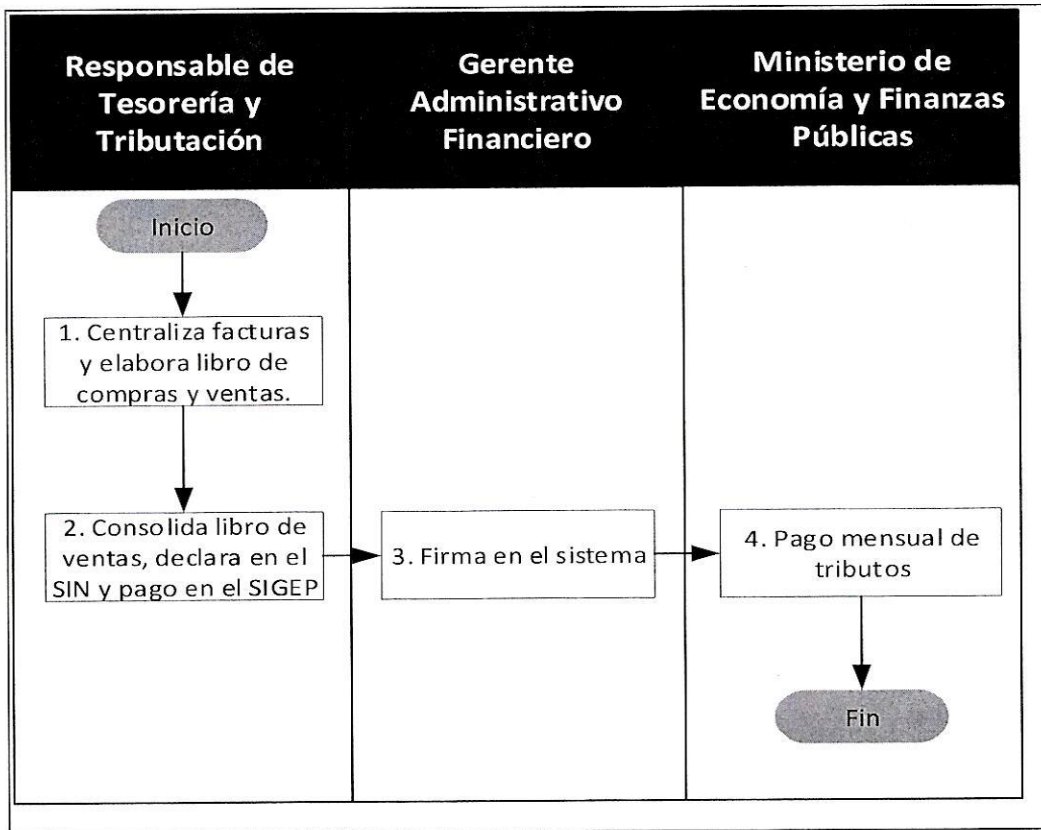 Responsable de
Tesorería y
Tributación
Gerente
Administrativo
Financiero
Ministerio de
Economía y Finanzas
Públicas
Inicio
1. Centraliza facturas
y elabora libro de
compras y ventas.
2. Consolida libro de
ventas, declara en el
SIN y pago en el SIGEP
3. Firma en el sistema
4. Pago mensual de
tributos
Fin